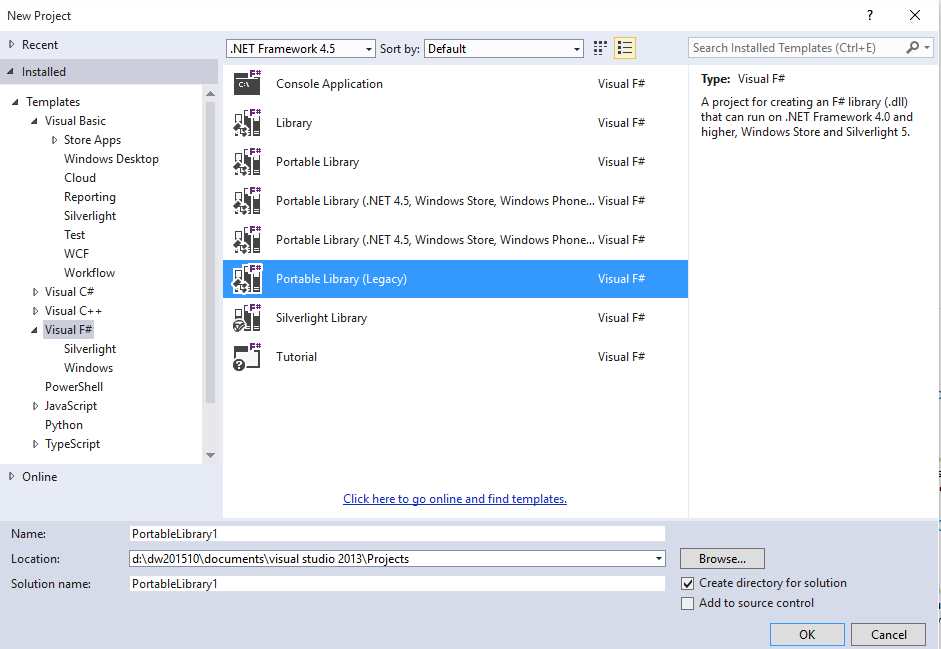 New Project
?
Recent
.NET Framework 4.5
Sort by:
Default
Search Installed Templates (Ctrl+E)
Installed
Templates
Visual Basic
Store Apps
Windows Desktop
Cloud
Reporting
Silverlight
Test
WCF
Workflow
Visual C#
Visual C++
Visual F#
Silverlight
Windows
PowerShell
JavaScript
Python
TypeScript
Online
F# Console Application Visual F#
F# Library Visual F#
F# Portable Library Visual F#
F# Portable Library (.NET 4.5, Windows Store, Windows Phone... Visual F#
F# Portable Library (.NET 4.5, Windows Store, Windows Phone... Visual F#
F# Portable Library (Legacy) Visual F#
F# Silverlight Library Visual F#
F# Tutorial Visual F#
Click here to go online and find templates.
Type: Visual F#
A project for creating an F# library (.dll)
that can run on .NET Framework 4.0 and
higher, Windows Store and Silverlight 5.
Name: PortableLibrary1
Location: d:\dw201510\documents\visual studio 2013\Projects
Browse...
Solution name: PortableLibrary1
Create directory for solution
Add to source control
OK
Cancel